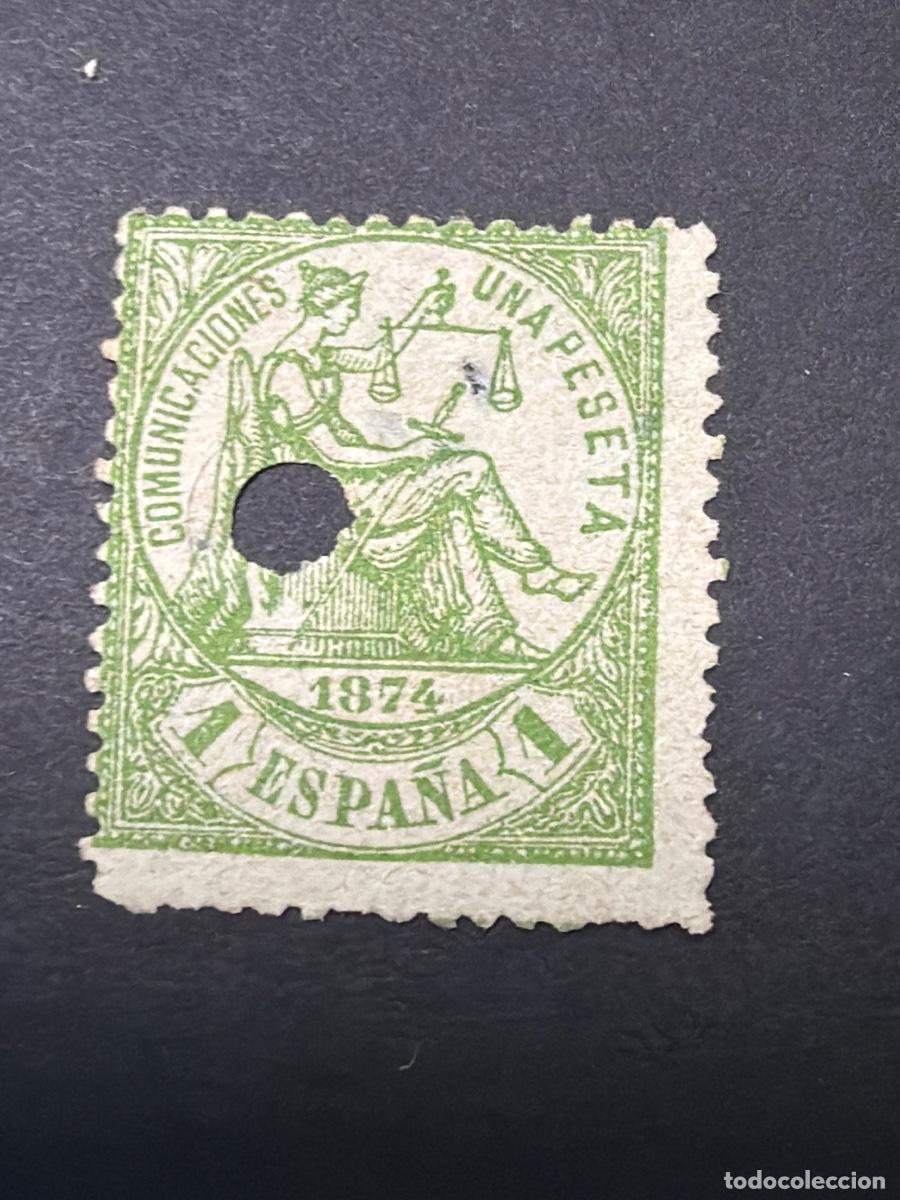 COMUNICACIONES
UNA PESETA
1874
1 ESPAÑA 1
todocoleccion